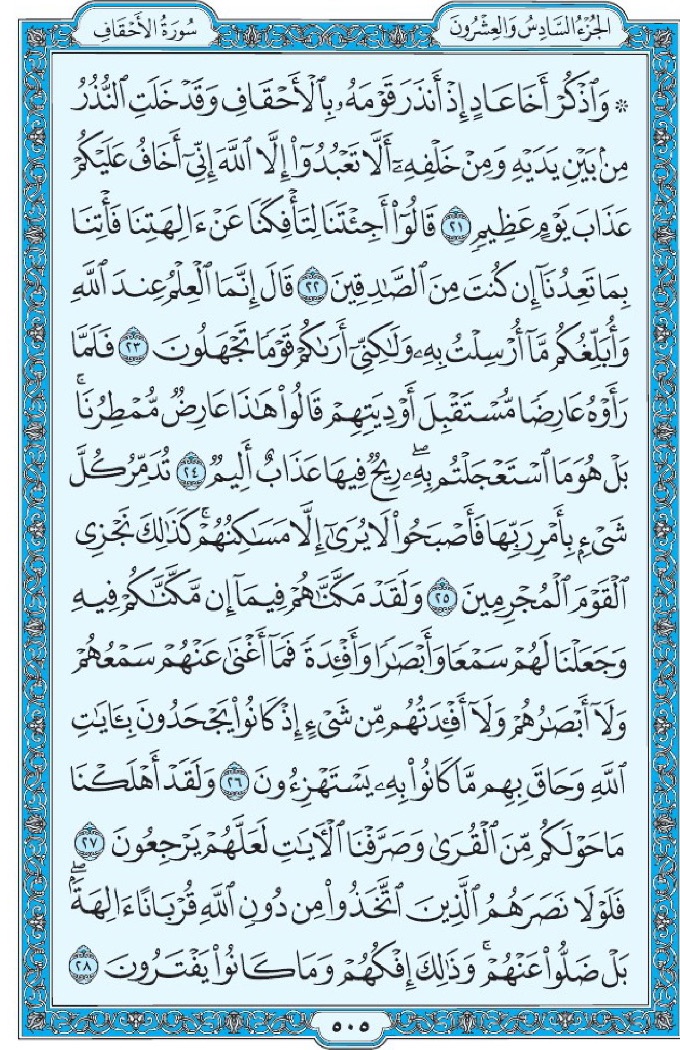 الجُزْءُ السَّادِسُ وَالعِشْرُونَ
سُورَةُ الأَحْقَافِ
۞ وَٱذْكُرْ أَخَا عَادٍ إِذْ أَنذَرَ قَوْمَهُۥ بِٱلْأَحْقَافِ وَقَدْ خَلَتِ ٱلنُّذُرُ
مِنۢ بَيْنِ يَدَيْهِ وَمِنْ خَلْفِهِۦٓ أَلَّا تَعْبُدُوٓا۟ إِلَّا ٱللَّهَ إِنِّىٓ أَخَافُ عَلَيْكُمْ
عَذَابَ يَوْمٍ عَظِيمٍ ٢١ قَالُوٓا۟ أَجِئْتَنَا لِتَأْفِكَنَا عَنْ ءَالِهَتِنَا فَأْتِنَا
بِمَا تَعِدُنَآ إِن كُنتَ مِنَ ٱلصَّـٰدِقِينَ ٢٢ قَالَ إِنَّمَا ٱلْعِلْمُ عِندَ ٱللَّهِ
وَأُبَلِّغُكُم مَّآ أُرْسِلْتُ بِهِۦ وَلَـٰكِنِّىٓ أَرَىٰكُمْ قَوْمًا تَجْهَلُونَ ٢٣ فَلَمَّا
رَأَوْهُ عَارِضًا مُّسْتَقْبِلَ أَوْدِيَتِهِمْ قَالُوا۟ هَـٰذَا عَارِضٌ مُّمْطِرُنَا ۚ
بَلْ هُوَ مَا ٱسْتَعْجَلْتُم بِهِۦ ۖ رِيحٌ فِيهَا عَذَابٌ أَلِيمٌ ٢٤ تُدَمِّرُ كُلَّ
شَىْءٍۭ بِأَمْرِ رَبِّهَا فَأَصْبَحُوا۟ لَا يُرَىٰٓ إِلَّا مَسَـٰكِنُهُمْ ۚ كَذَٰلِكَ نَجْزِى
ٱلْقَوْمَ ٱلْمُجْرِمِينَ ٢٥ وَلَقَدْ مَكَّنَّـٰهُمْ فِيمَآ إِن مَّكَّنَّـٰكُمْ فِيهِ
وَجَعَلْنَا لَهُمْ سَمْعًا وَأَبْصَـٰرًا وَأَفْـِٔدَةً فَمَآ أَغْنَىٰ عَنْهُمْ سَمْعُهُمْ
وَلَآ أَبْصَـٰرُهُمْ وَلَآ أَفْـِٔدَتُهُم مِّن شَىْءٍ إِذْ كَانُوا۟ يَجْحَدُونَ بِـَٔايَـٰتِ
ٱللَّهِ وَحَاقَ بِهِم مَّا كَانُوا۟ بِهِۦ يَسْتَهْزِءُونَ ٢٦ وَلَقَدْ أَهْلَكْنَا
مَا حَوْلَكُم مِّنَ ٱلْقُرَىٰ وَصَرَّفْنَا ٱلْـَٔايَـٰتِ لَعَلَّهُمْ يَرْجِعُونَ ٢٧
فَلَوْلَا نَصَرَهُمُ ٱلَّذِينَ ٱتَّخَذُوا۟ مِن دُونِ ٱللَّهِ قُرْبَانًا ءَالِهَةًۢ ۖ
بَلْ ضَلُّوا۟ عَنْهُمْ ۚ وَذَٰلِكَ إِفْكُهُمْ وَمَا كَانُوا۟ يَفْتَرُونَ ٢٨
٥٠٥